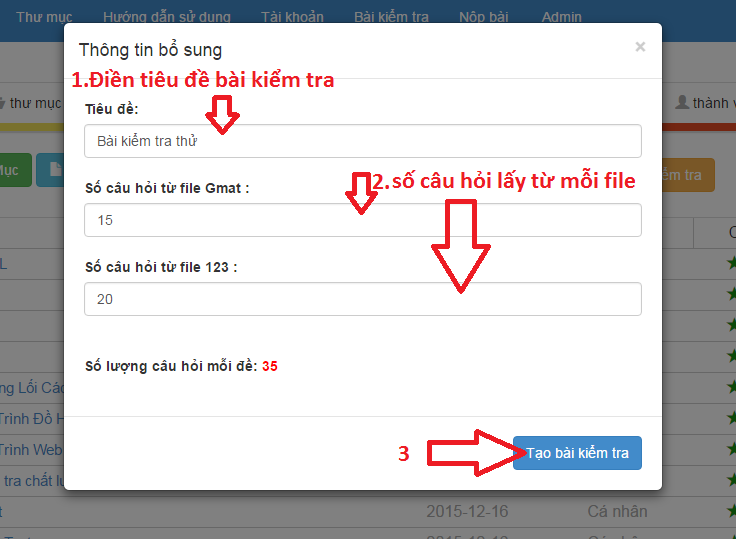 Thư mục Hướng dẫn sử dụng Tài khoản Bài kiểm tra Nộp bài Admin
Thông tin bổ sung ×
1.Điền tiêu đề bài kiểm tra
thư mục
thành v
Tiêu đề:
Bài kiểm tra thử
Mục
ểm tra
Số câu hỏi từ file Gmat :
2.số câu hỏi lấy từ mỗi file
15
C
L
Số câu hỏi từ file 123 :
20
Số lượng câu hỏi mỗi đề: 35
ng Lối Các
Trình Đồ H
Trình Web
3
Tạo bài kiểm tra
tra chất lư
t
2015-12-16 Cá nhân